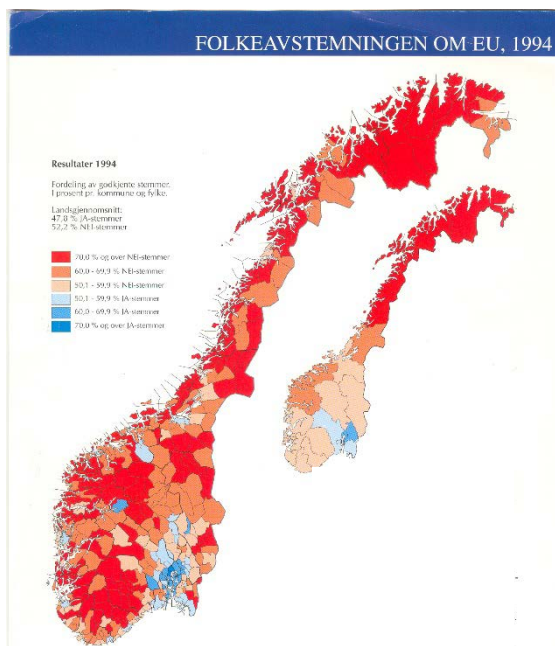 FOLKEAVSTEMNINGEN OM EU, 1994
Resultater 1994
Fordeling av godkjente stemmer.
I prosent pr. kommune og fylke.
Landsgjennomsnitt:
47,8 % JA-stemmer
52,2 % NEI-stemmer
70,0 % og over NEI-stemmer
60,0 - 69,9 % NEI-stemmer
50,1 - 59,9 % NEI-stemmer
50,1 - 59,9 % JA-stemmer
60,0 - 69,9 % JA-stemmer
70,0 % og over JA-stemmer